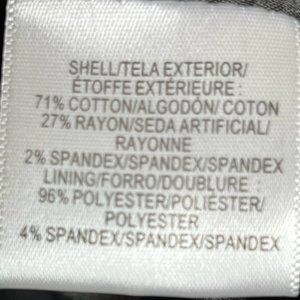 SHELL/TELA EXTERIOR/
ÉTOFFE EXTÉRIEURE :
71% COTTON/ALGODÓN/ COTON
27% RAYON/SEDA ARTIFICIAL/
RAYONNE
2% SPANDEX/SPANDEX/SPANDEX
LINING/FORRO/DOUBLURE :
96% POLYESTER/POLIÉSTER/
POLYESTER
4% SPANDEX/SPANDEX/SPANDEX